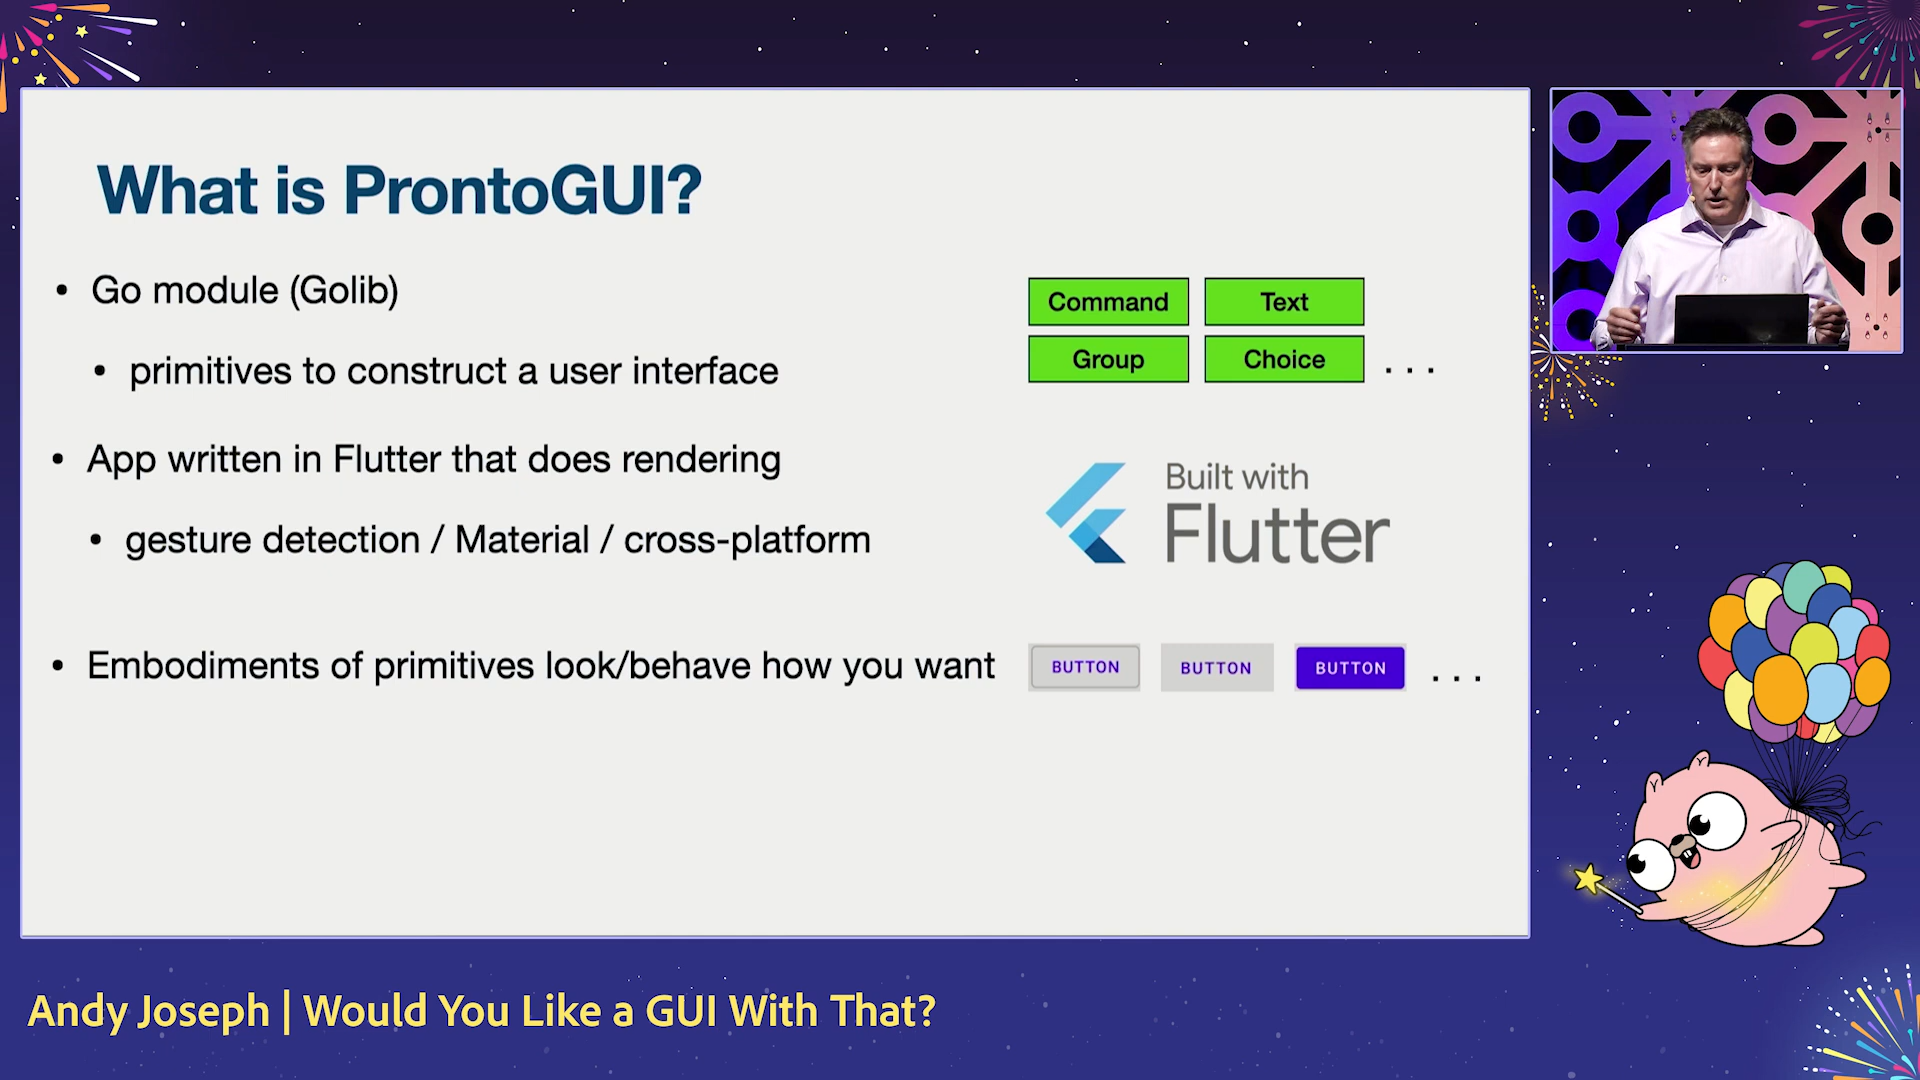 What is ProntoGUI?
• Go module (Golib)
• primitives to construct a user interface
Command
Text
Group
Choice
. . .
• App written in Flutter that does rendering
• gesture detection / Material / cross-platform
Built with
Flutter
• Embodiments of primitives look/behave how you want
BUTTON
BUTTON
BUTTON
. . .
Andy Joseph | Would You Like a GUI With That?